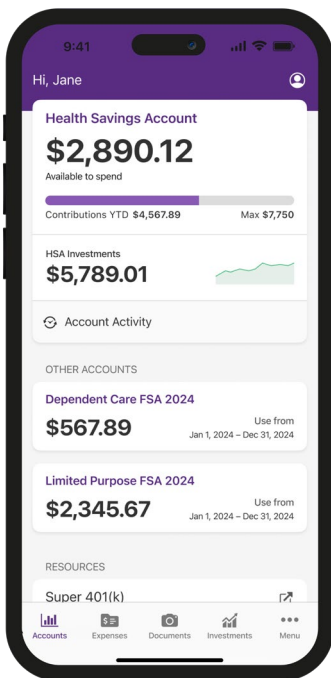 9:41
Hi, Jane
Health Savings Account
$2,890.12
Available to spend
Contributions YTD $4,567.89 Max $7,750
HSA Investments
$5,789.01
Account Activity
OTHER ACCOUNTS
Dependent Care FSA 2024
$567.89
Use from
Jan 1, 2024 – Dec 31, 2024
Limited Purpose FSA 2024
$2,345.67
Use from
Jan 1, 2024 – Dec 31, 2024
RESOURCES
Super 401(k)
Accounts Expenses Documents Investments Menu